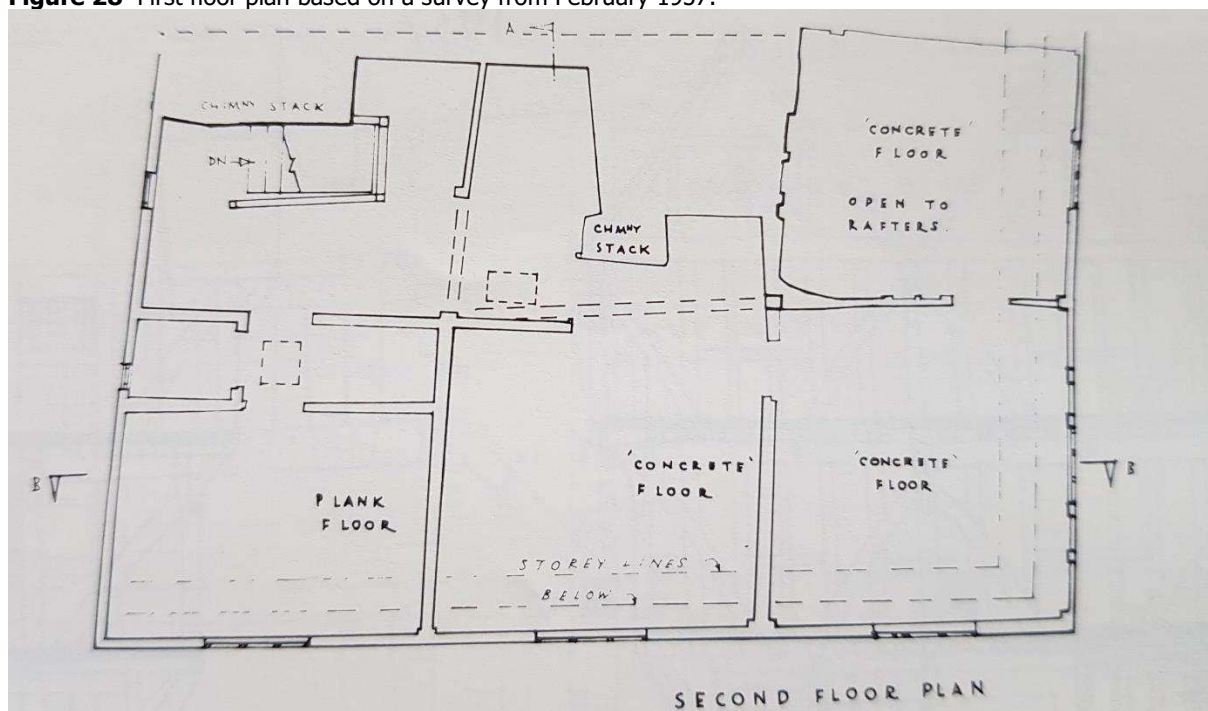 Figure 28 First floor plan based on a survey from February 1957.
A
CHIMNY STACK
DN
'CONCRETE'
FLOOR
OPEN TO
RAFTERS.
CHMNY
STACK
B
PLANK
FLOOR
'CONCRETE'
FLOOR
'CONCRETE'
FLOOR
B
STOREY LINES
BELOW
SECOND FLOOR PLAN